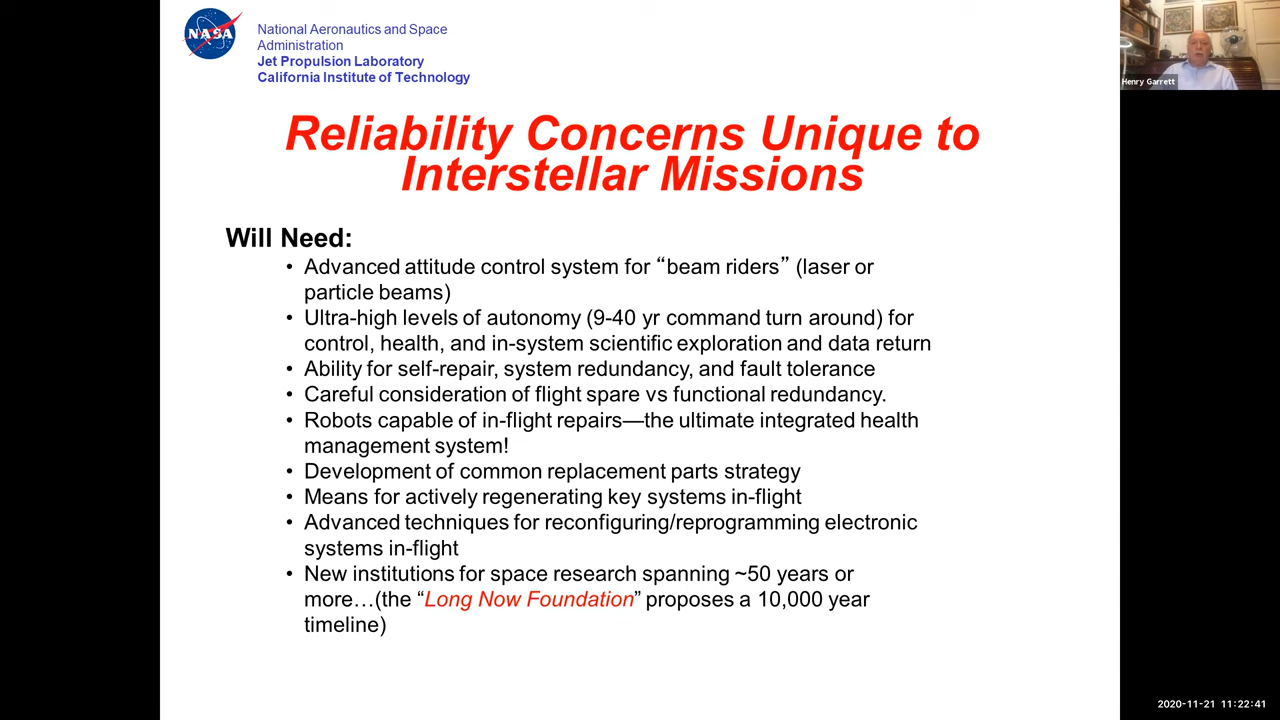 NASA
National Aeronautics and Space
Administration
Jet Propulsion Laboratory
California Institute of Technology
Henry Garrett
Reliability Concerns Unique to
Interstellar Missions
Will Need:
• Advanced attitude control system for “beam riders” (laser or
particle beams)
• Ultra-high levels of autonomy (9-40 yr command turn around) for
control, health, and in-system scientific exploration and data return
• Ability for self-repair, system redundancy, and fault tolerance
• Careful consideration of flight spare vs functional redundancy.
• Robots capable of in-flight repairs—the ultimate integrated health
management system!
• Development of common replacement parts strategy
• Means for actively regenerating key systems in-flight
• Advanced techniques for reconfiguring/reprogramming electronic
systems in-flight
• New institutions for space research spanning ~50 years or
more…(the “Long Now Foundation” proposes a 10,000 year
timeline)
2020-11-21 11:22:41